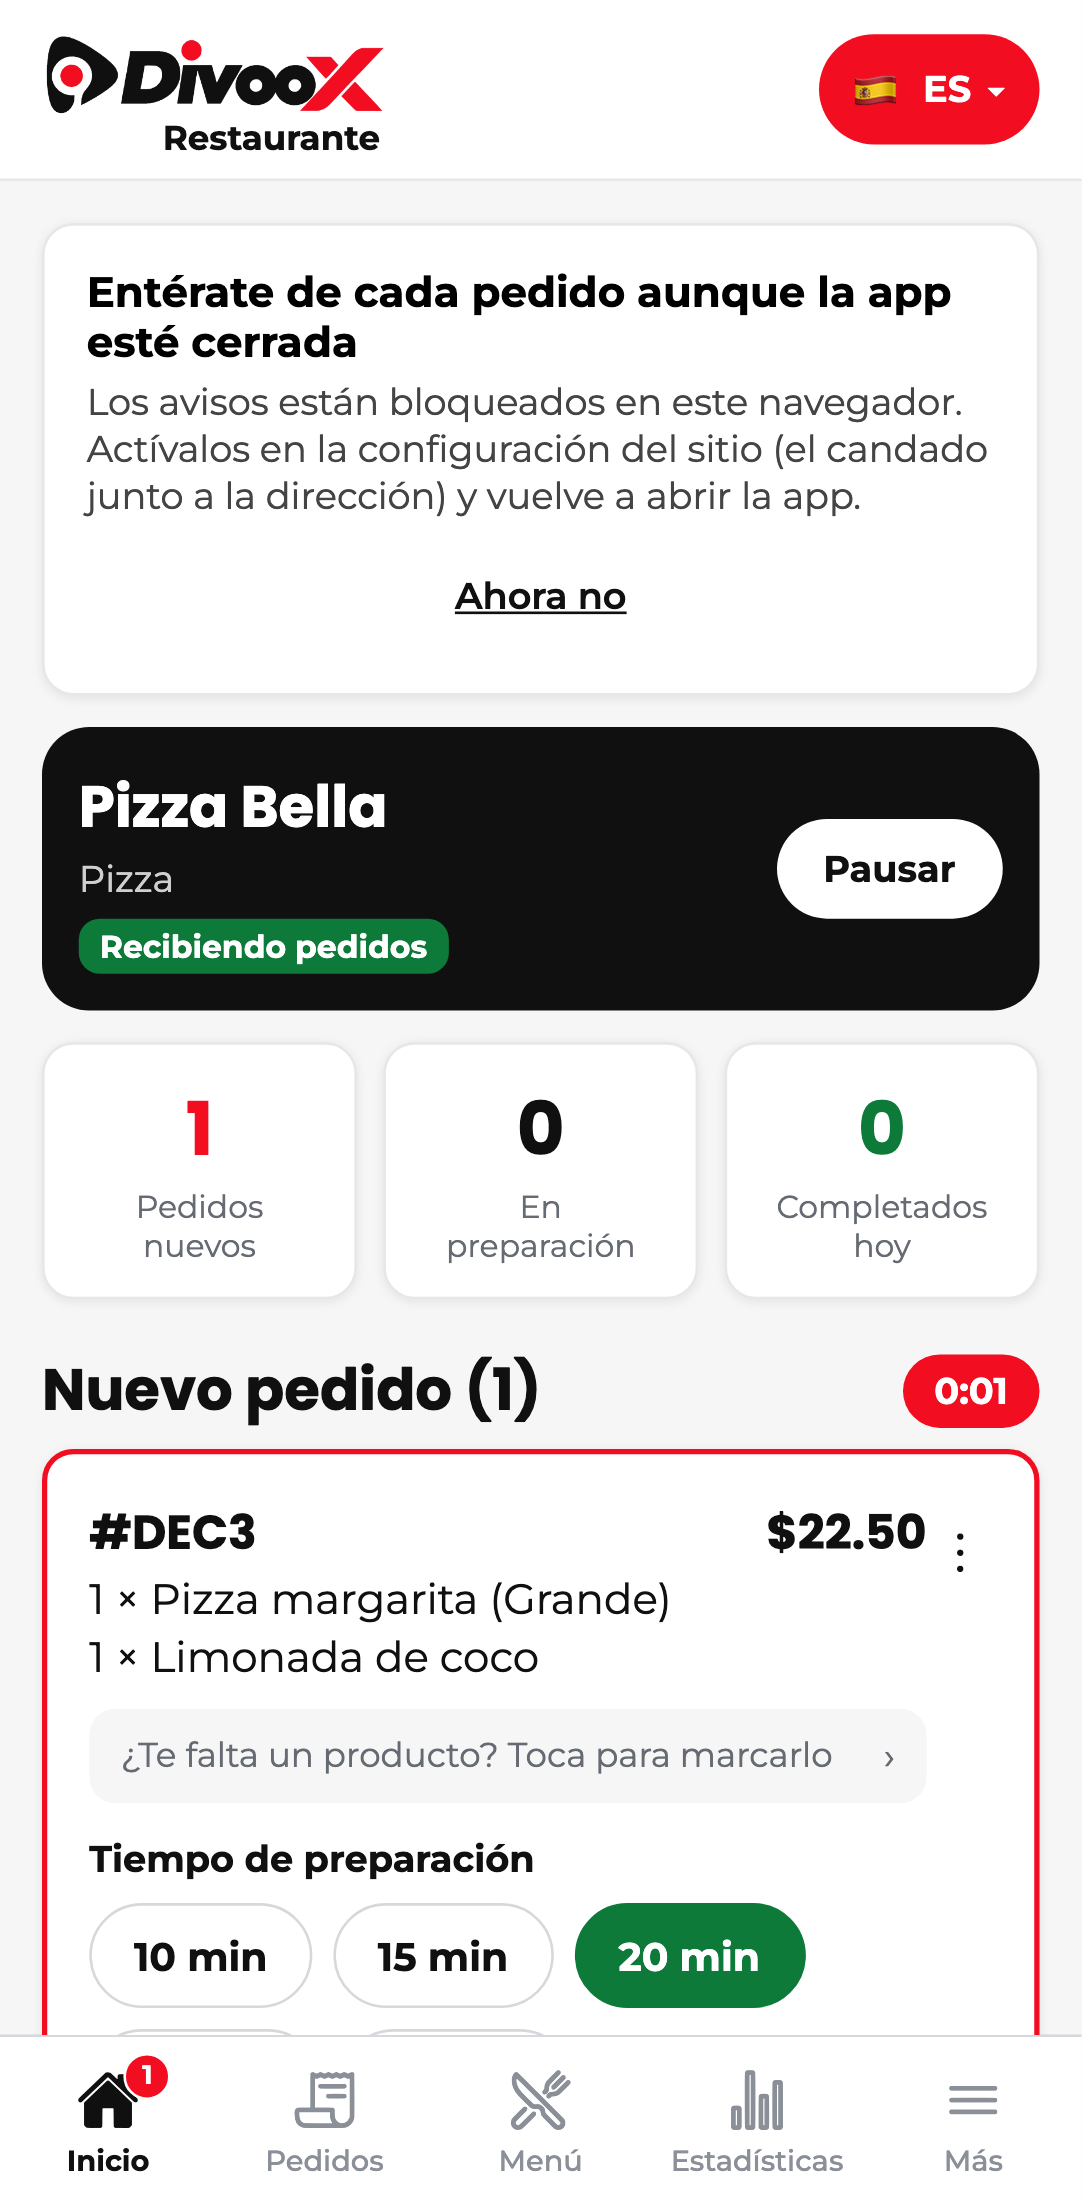 DivooX
Restaurante
ES
Entérate de cada pedido aunque la app
esté cerrada
Los avisos están bloqueados en este navegador.
Actívalos en la configuración del sitio (el candado
junto a la dirección) y vuelve a abrir la app.
Ahora no
Pizza Bella
Pizza
Recibiendo pedidos
Pausar
1
Pedidos
nuevos
0
En
preparación
0
Completados
hoy
Nuevo pedido (1)
0:01
#DEC3
$22.50
1 × Pizza margarita (Grande)
1 × Limonada de coco
¿Te falta un producto? Toca para marcarlo ›
Tiempo de preparación
10 min
15 min
20 min
1
Inicio
Pedidos
Menú
Estadísticas
Más